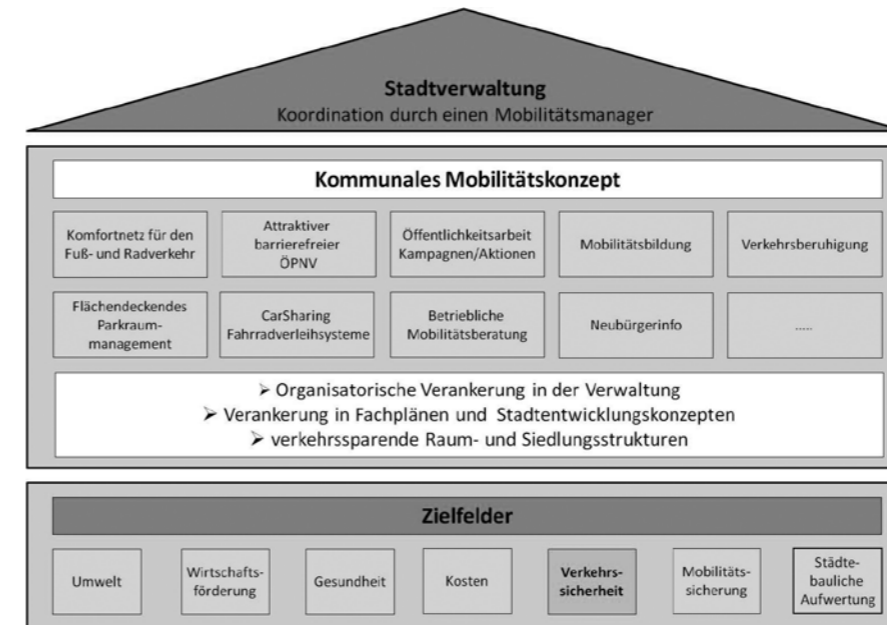 Stadtverwaltung
Koordination durch einen Mobilitätsmanager
Kommunales Mobilitätskonzept
Komfortnetz für den
Fuß- und Radverkehr
Attraktiver
barrierefreier
ÖPNV
Öffentlichkeitsarbeit
Kampagnen/Aktionen
Mobilitätsbildung
Verkehrsberuhigung
Flächendeckendes
Parkraum-
management
CarSharing
Fahrradverleihsysteme
Betriebliche
Mobilitätsberatung
Neubürgerinfo
.....
➢ Organisatorische Verankerung in der Verwaltung
➢ Verankerung in Fachplänen und Stadtentwicklungskonzepten
➢ verkehrssparende Raum- und Siedlungsstrukturen
Zielfelder
Umwelt
Wirtschafts-
förderung
Gesundheit
Kosten
Verkehrs-
sicherheit
Mobilitäts-
sicherung
Städte-
bauliche
Aufwertung